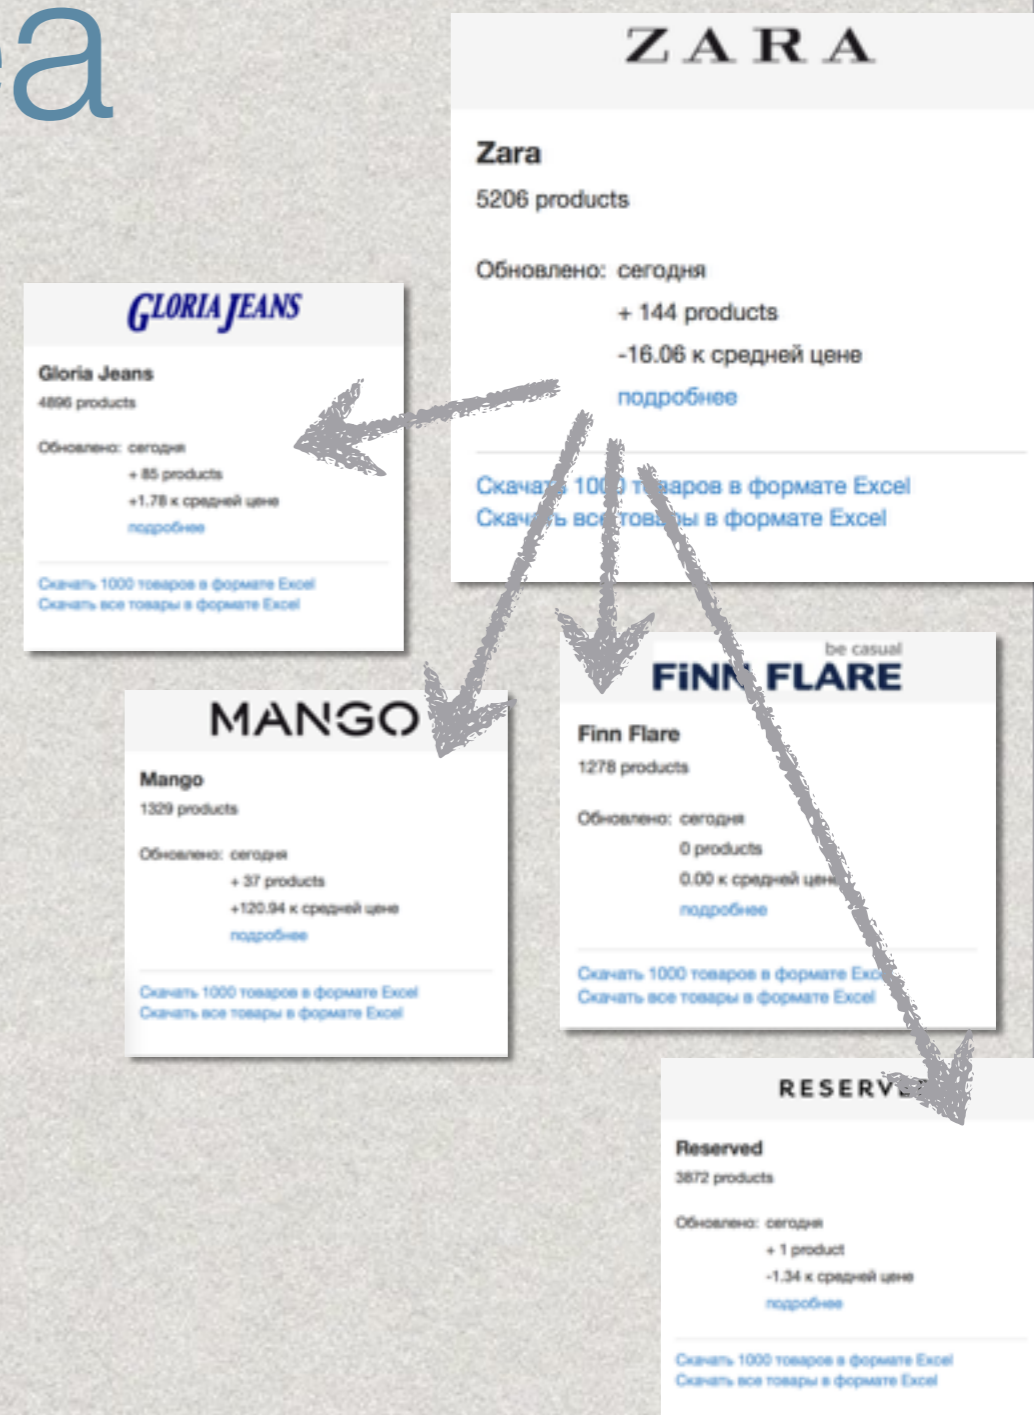 ea
ZARA
Zara
5206 products
Обновлено: сегодня
+ 144 products
-16.06 к средней цене
подробнее
Скачать 1000 товаров в формате Excel
Скачать все товары в формате Excel
GLORIA JEANS
Gloria Jeans
4896 products
Обновлено: сегодня
+ 85 products
+1.78 к средней цене
подробнее
Скачать 1000 товаров в формате Excel
Скачать все товары в формате Excel
MANGO
Mango
1329 products
Обновлено: сегодня
+ 37 products
+120.94 к средней цене
подробнее
Скачать 1000 товаров в формате Excel
Скачать все товары в формате Excel
be casual
FiNN FLARE
Finn Flare
1278 products
Обновлено: сегодня
0 products
0.00 к средней цене
подробнее
Скачать 1000 товаров в формате Excel
Скачать все товары в формате Excel
RESERVED
Reserved
3872 products
Обновлено: сегодня
+ 1 product
-1.34 к средней цене
подробнее
Скачать 1000 товаров в формате Excel
Скачать все товары в формате Excel